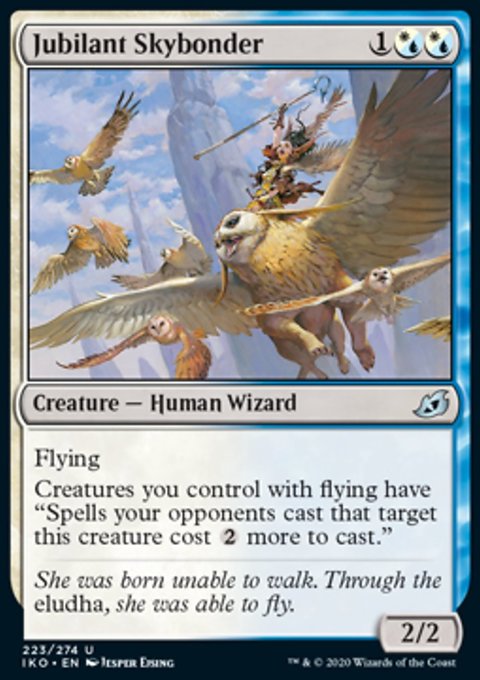 Jubilant Skybonder 1
Creature — Human Wizard
Flying
Creatures you control with flying have
“Spells your opponents cast that target
this creature cost 2 more to cast.”
She was born unable to walk. Through the
eludha, she was able to fly.
2/2
223/274 U
IKO • EN Jesper Ejsing
™ & © 2020 Wizards of the Coast